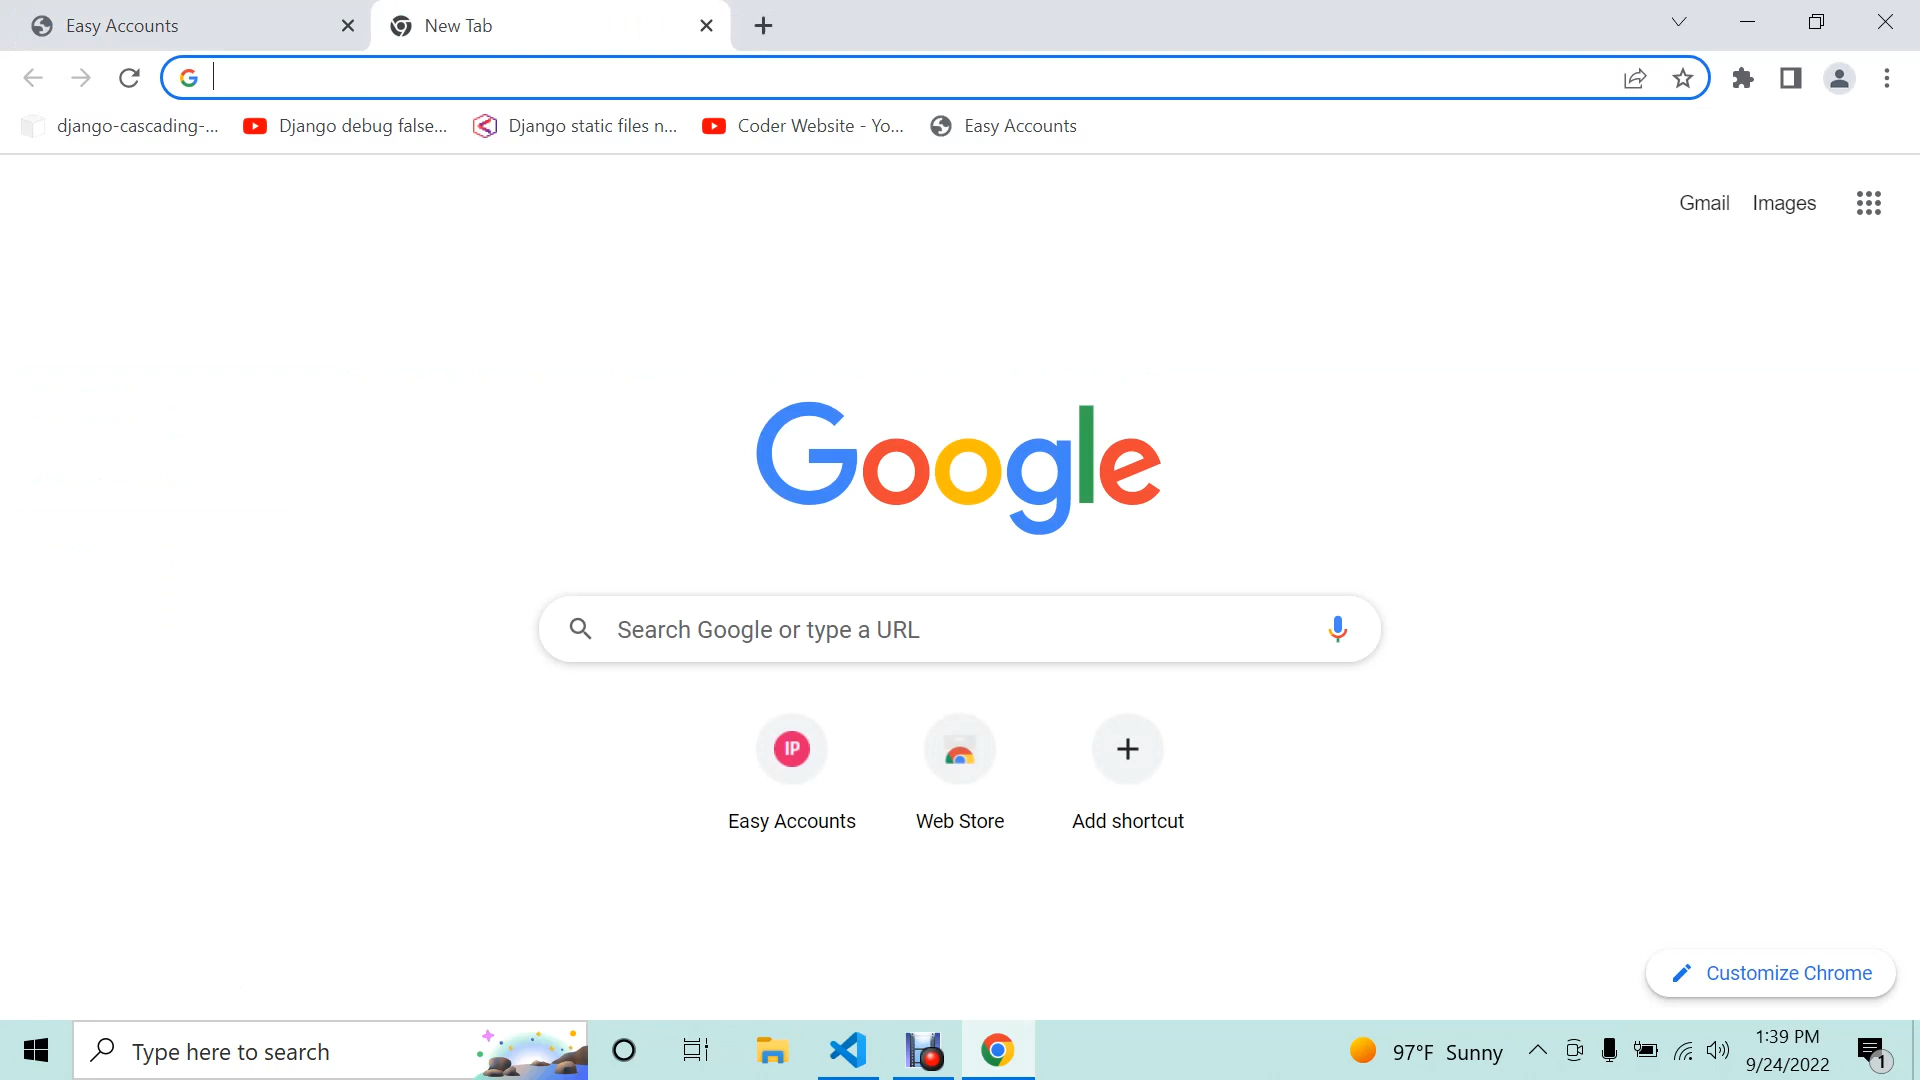 Easy Accounts
New Tab
django-cascading-...
Django debug false...
Django static files n...
Coder Website - Yo...
Easy Accounts
Gmail
Images
Google
Search Google or type a URL
IP
Easy Accounts
Web Store
Add shortcut
Customize Chrome
Type here to search
97°F Sunny
1:39 PM
9/24/2022
1